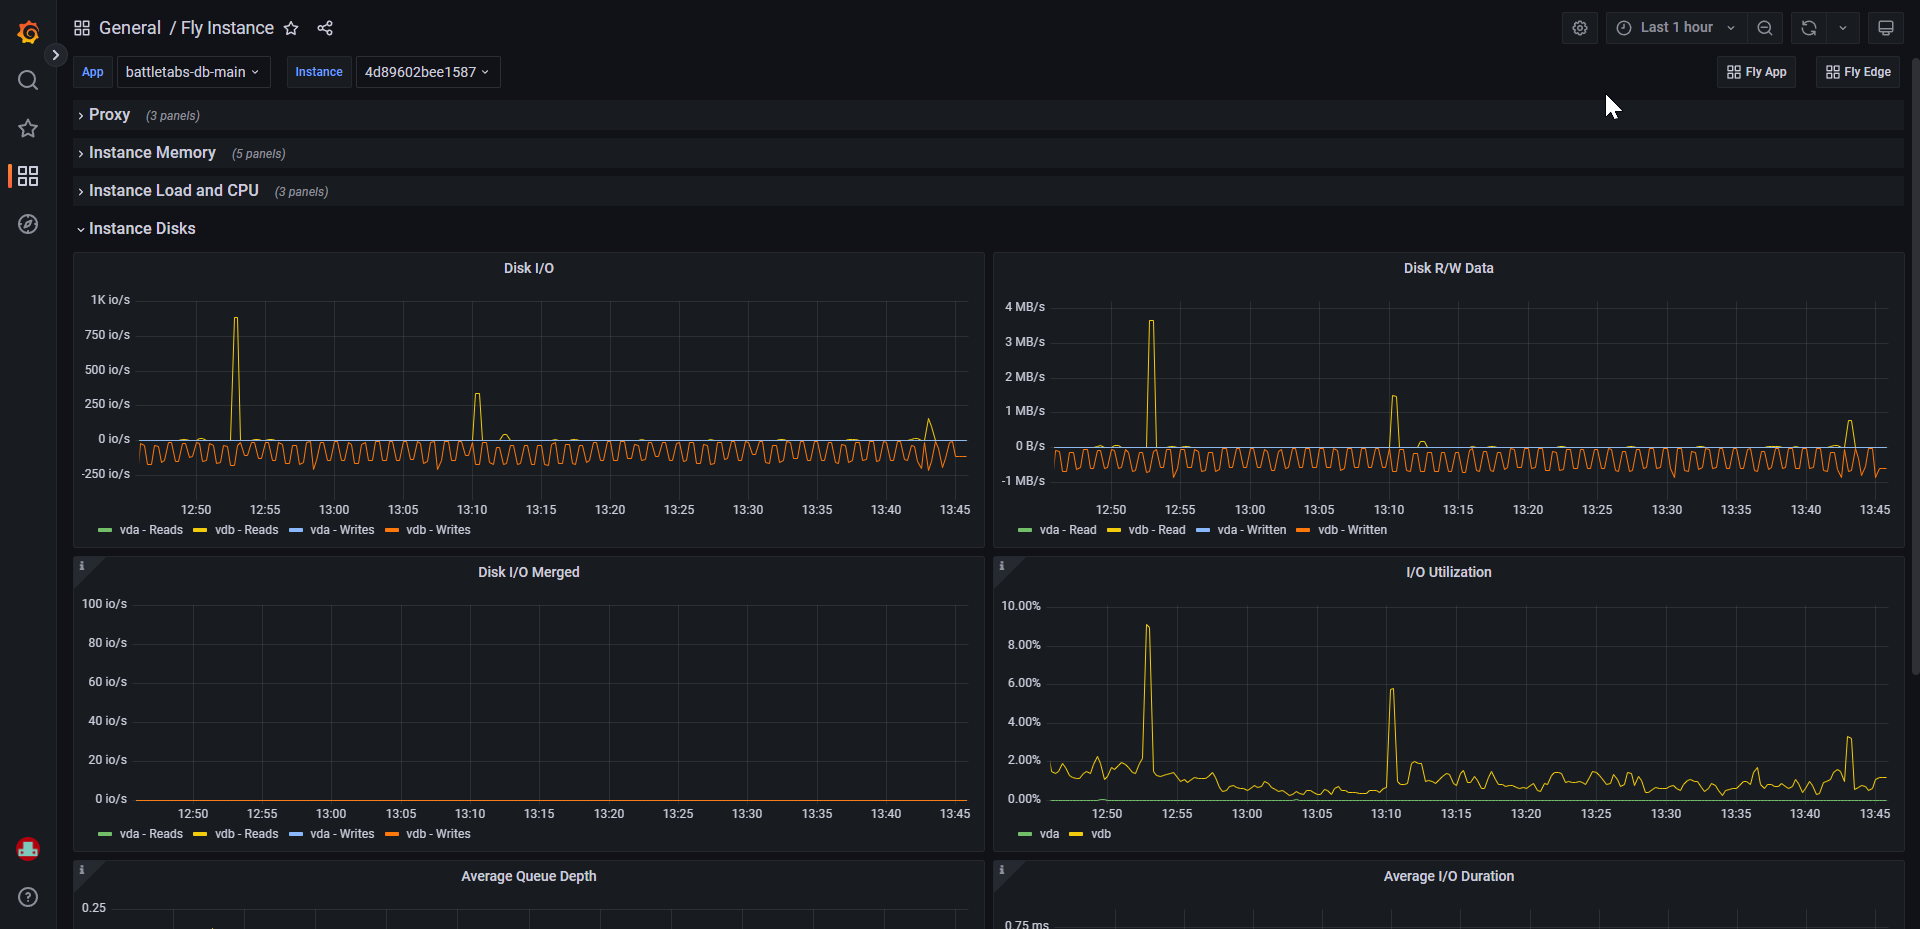 General / Fly Instance
Last 1 hour
App battletabs-db-main Instance 4d89602bee1587 Fly App Fly Edge
Proxy (3 panels)
Instance Memory (5 panels)
Instance Load and CPU (3 panels)
Instance Disks
Disk I/O
1K io/s
750 io/s
500 io/s
250 io/s
0 io/s
-250 io/s
12:50 12:55 13:00 13:05 13:10 13:15 13:20 13:25 13:30 13:35 13:40 13:45
vda - Reads vdb - Reads vda - Writes vdb - Writes
Disk R/W Data
4 MB/s
3 MB/s
2 MB/s
1 MB/s
0 B/s
-1 MB/s
12:50 12:55 13:00 13:05 13:10 13:15 13:20 13:25 13:30 13:35 13:40 13:45
vda - Read vdb - Read vda - Written vdb - Written
i
Disk I/O Merged
100 io/s
80 io/s
60 io/s
40 io/s
20 io/s
0 io/s
12:50 12:55 13:00 13:05 13:10 13:15 13:20 13:25 13:30 13:35 13:40 13:45
vda - Reads vdb - Reads vda - Writes vdb - Writes
i
I/O Utilization
10.00%
8.00%
6.00%
4.00%
2.00%
0.00%
12:50 12:55 13:00 13:05 13:10 13:15 13:20 13:25 13:30 13:35 13:40 13:45
vda vdb
i
Average Queue Depth
0.25
i
Average I/O Duration
0.75 ms